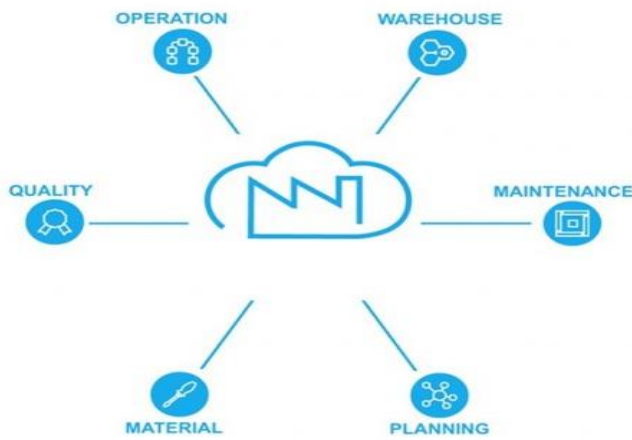 OPERATION
WAREHOUSE
QUALITY
MAINTENANCE
MATERIAL
PLANNING